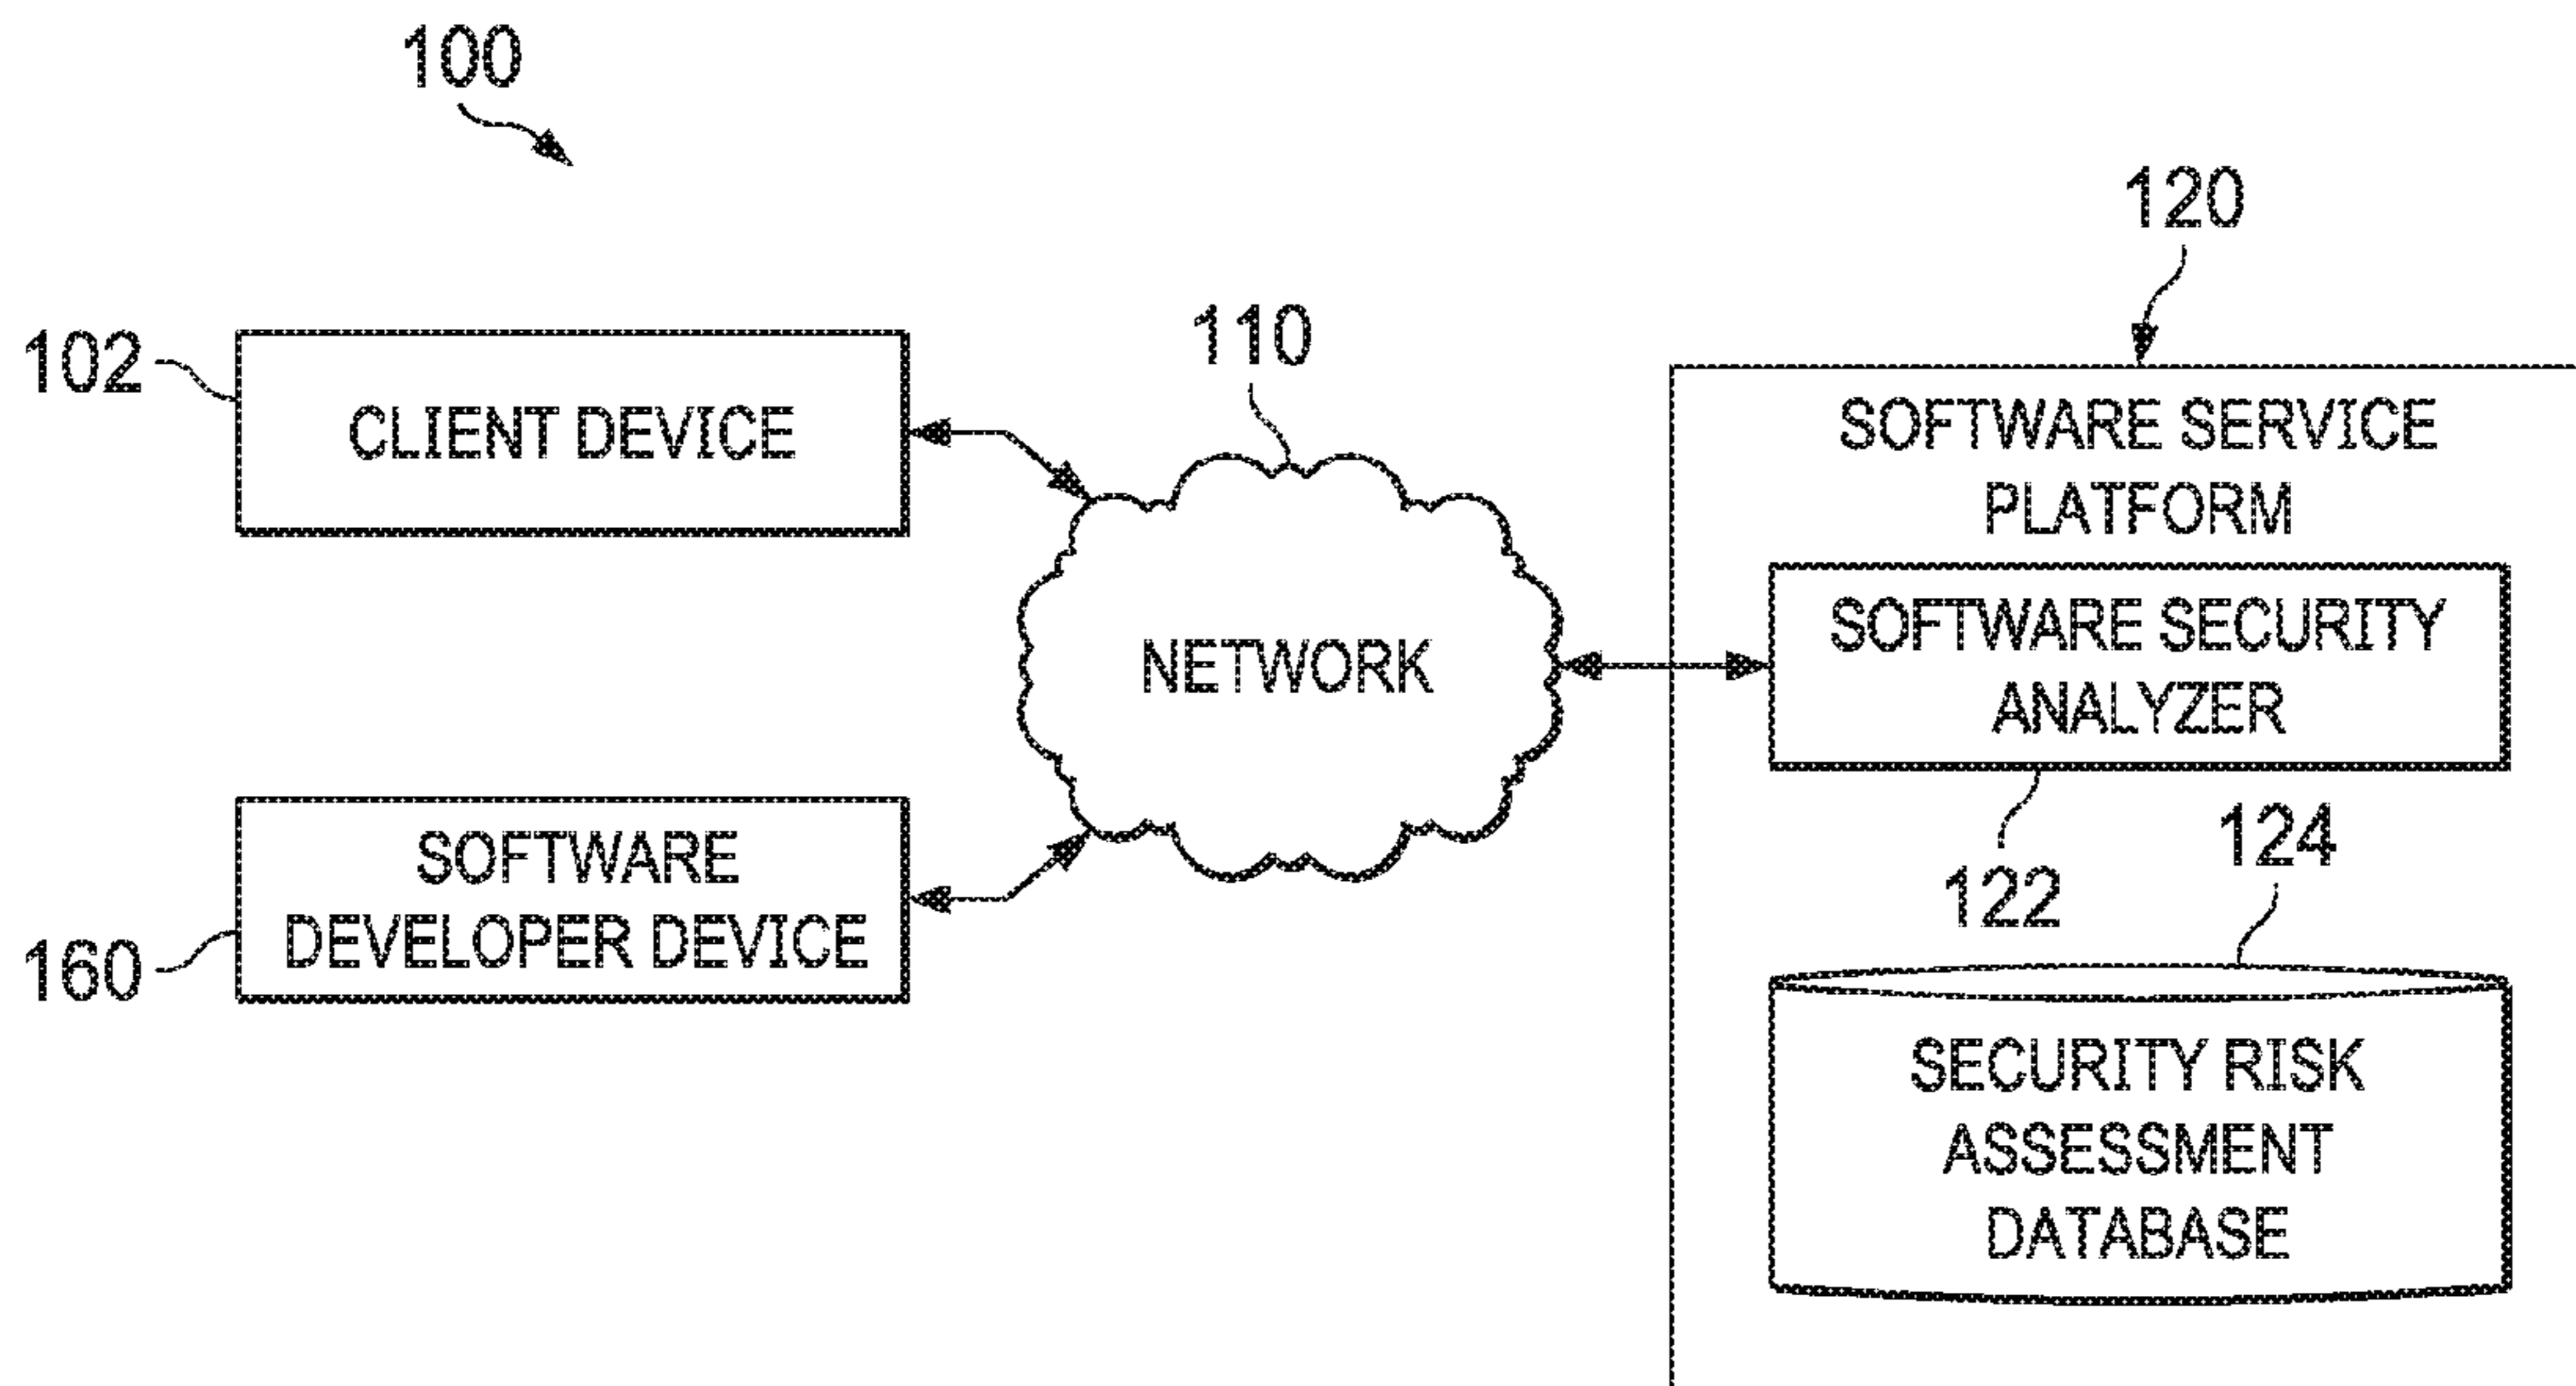 100
120
110
102
CLIENT DEVICE
SOFTWARE SERVICE
PLATFORM
NETWORK
SOFTWARE SECURITY
ANALYZER
122
124
160
SOFTWARE
DEVELOPER DEVICE
SECURITY RISK
ASSESSMENT
DATABASE